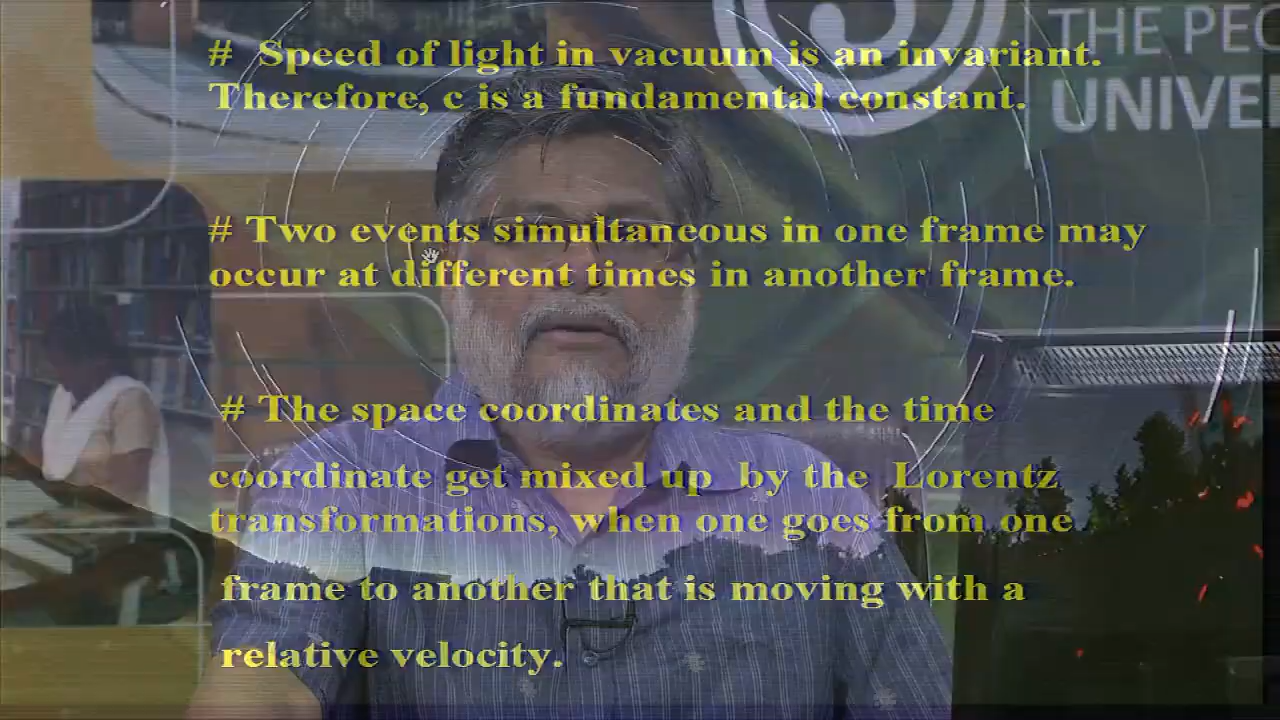 THE PEO
UNIVE
# Speed of light in vacuum is an invariant.
Therefore, c is a fundamental constant.
# Two events simultaneous in one frame may
occur at different times in another frame.
# The space coordinates and the time
coordinate get mixed up by the Lorentz
transformations, when one goes from one
frame to another that is moving with a
relative velocity.